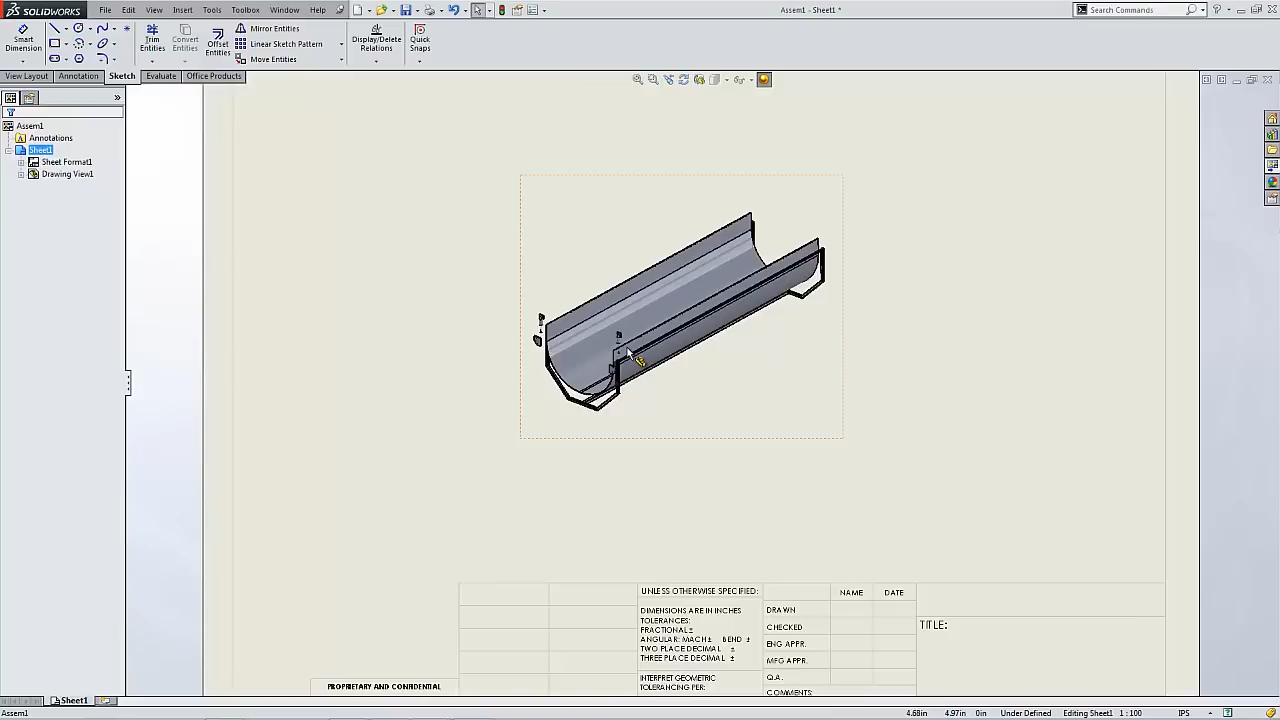 SOLIDWORKS File Edit View Insert Tools Toolbox Window Help Assem1 - Sheet1 * Search Commands
Smart Dimension
Trim Entities
Convert Entities
Offset Entities
Mirror Entities
Linear Sketch Pattern
Move Entities
Display/Delete Relations
Quick Snaps
View Layout Annotation Sketch Evaluate Office Products
Assem1
Annotations
Sheet1
Sheet Format1
Drawing View1
UNLESS OTHERWISE SPECIFIED:
DIMENSIONS ARE IN INCHES
TOLERANCES:
FRACTIONAL ±
ANGULAR: MACH ± BEND ±
TWO PLACE DECIMAL ±
THREE PLACE DECIMAL ±
INTERPRET GEOMETRIC
TOLERANCING PER:
NAME DATE
DRAWN
CHECKED
ENG APPR.
MFG APPR.
Q.A.
COMMENTS:
TITLE:
PROPRIETARY AND CONFIDENTIAL
Sheet1
Assem1 4.68in 4.97in 0in Under Defined Editing Sheet1 1 : 100 IPS